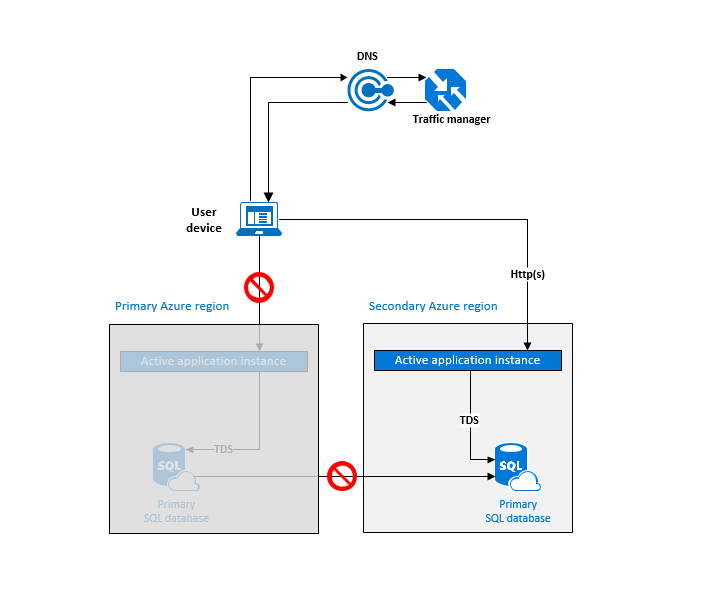 DNS
Traffic manager
User
device
Http(s)
Primary Azure region
Secondary Azure region
Active application instance
Active application instance
TDS
TDS
SQL
SQL
Primary
SQL database
Primary
SQL database